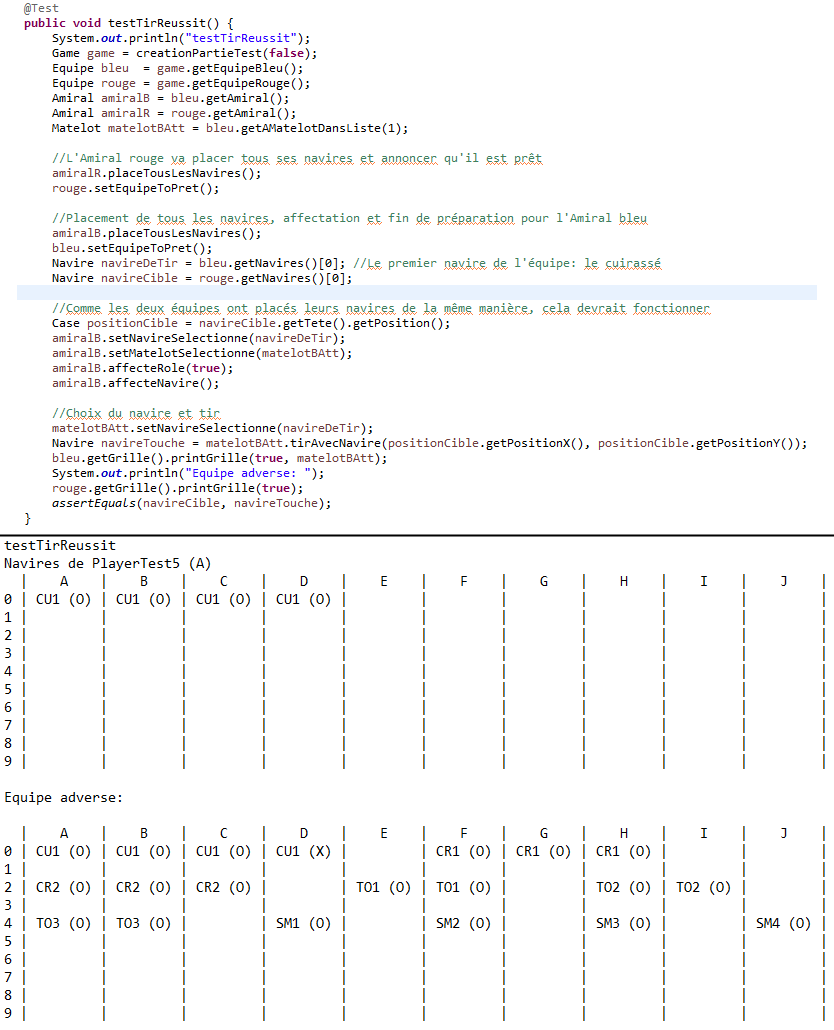 @Test
public void testTirReussit() {
System.out.println("testTirReussit");
Game game = creationPartieTest(false);
Equipe bleu  = game.getEquipeBleu();
Equipe rouge = game.getEquipeRouge();
Amiral amiralB = bleu.getAmiral();
Amiral amiralR = rouge.getAmiral();
Matelot matelotBAtt = bleu.getAMatelotDansListe(1);
//L'Amiral rouge va placer tous ses navires et annoncer qu'il est prêt
amiralR.placeTousLesNavires();
rouge.setEquipeToPret();
//Placement de tous les navires, affectation et fin de préparation pour l'Amiral bleu
amiralB.placeTousLesNavires();
bleu.setEquipeToPret();
Navire navireDeTir = bleu.getNavires()[0]; //Le premier navire de l'équipe: le cuirassé
Navire navireCible = rouge.getNavires()[0];
//Comme les deux équipes ont placés leurs navires de la même manière, cela devrait fonctionner
Case positionCible = navireCible.getTete().getPosition();
amiralB.setNavireSelectionne(navireDeTir);
amiralB.setMatelotSelectionne(matelotBAtt);
amiralB.affecteRole(true);
amiralB.affecteNavire();
//Choix du navire et tir
matelotBAtt.setNavireSelectionne(navireDeTir);
Navire navireTouche = matelotBAtt.tirAvecNavire(positionCible.getPositionX(), positionCible.getPositionY());
bleu.getGrille().printGrille(true, matelotBAtt);
System.out.println("Equipe adverse: ");
rouge.getGrille().printGrille(true);
assertEquals(navireCible, navireTouche);
}
testTirReussit
Navires de PlayerTest5 (A)
| A | B | C | D | E | F | G | H | I | J |
0 | CU1 (O) | CU1 (O) | CU1 (O) | CU1 (O) | | | | | | |
1 | | | | | | | | | | |
2 | | | | | | | | | | |
3 | | | | | | | | | | |
4 | | | | | | | | | | |
5 | | | | | | | | | | |
6 | | | | | | | | | | |
7 | | | | | | | | | | |
8 | | | | | | | | | | |
9 | | | | | | | | | | |
Equipe adverse:
| A | B | C | D | E | F | G | H | I | J |
0 | CU1 (O) | CU1 (O) | CU1 (O) | CU1 (X) | | CR1 (O) | CR1 (O) | CR1 (O) | | |
1 | | | | | | | | | | |
2 | CR2 (O) | CR2 (O) | CR2 (O) | | TO1 (O) | TO1 (O) | | TO2 (O) | TO2 (O) | |
3 | | | | | | | | | | |
4 | TO3 (O) | TO3 (O) | | SM1 (O) | | SM2 (O) | | SM3 (O) | | SM4 (O) |
5 | | | | | | | | | | |
6 | | | | | | | | | | |
7 | | | | | | | | | | |
8 | | | | | | | | | | |
9 | | | | | | | | | | |